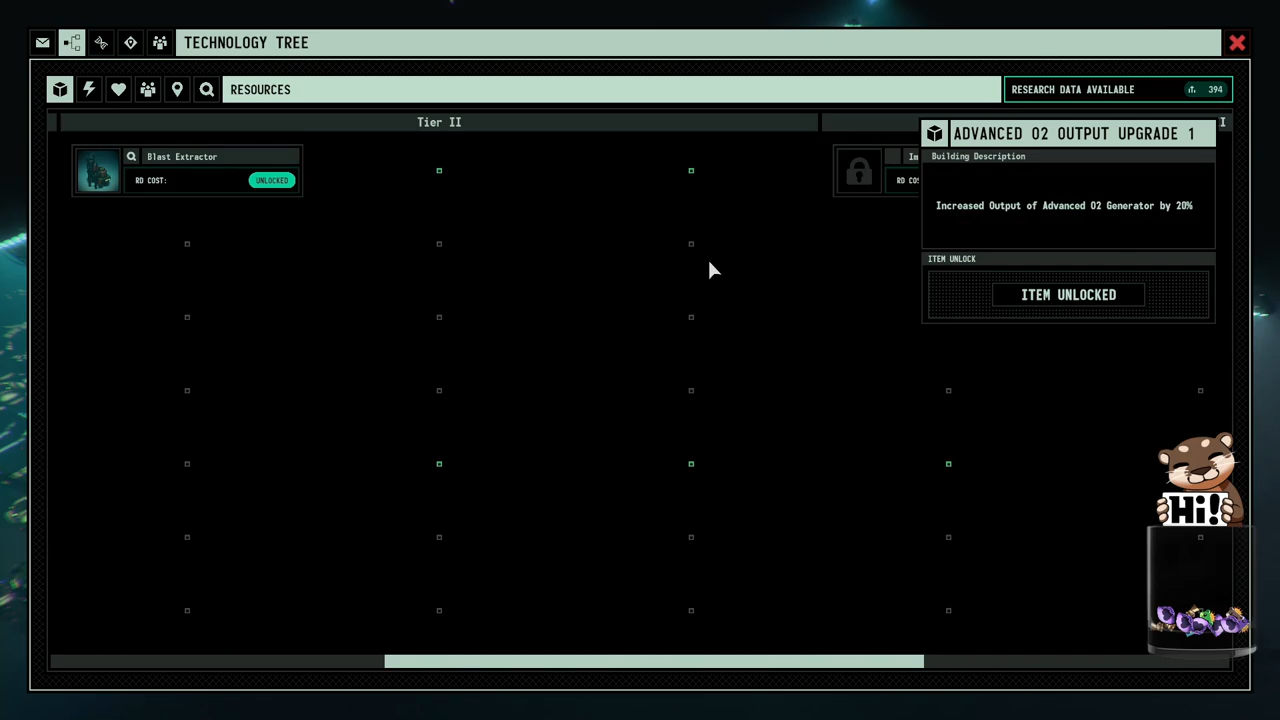 TECHNOLOGY TREE
RESOURCES
RESEARCH DATA AVAILABLE 394
Tier II
ADVANCED O2 OUTPUT UPGRADE 1
Building Description
Increased Output of Advanced O2 Generator by 20%
ITEM UNLOCK
ITEM UNLOCKED
Blast Extractor
RD COST: UNLOCKED
Hi!